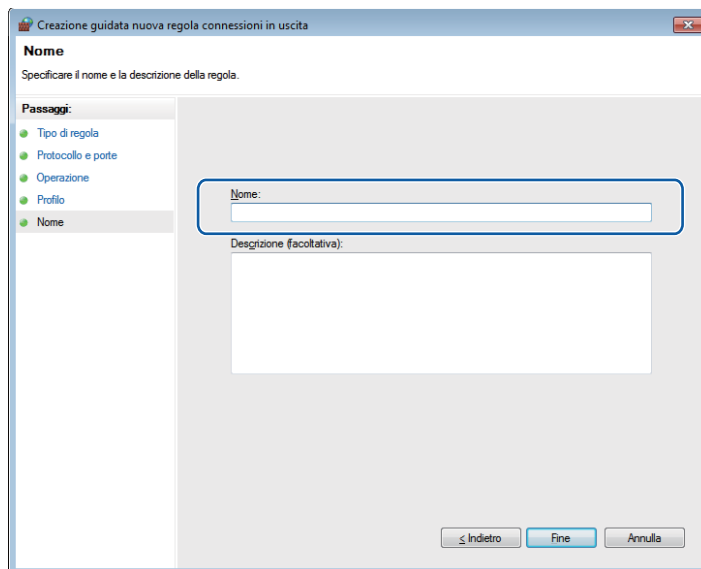 Creazione guidata nuova regola connessioni in uscita
Nome
Specificare il nome e la descrizione della regola.
Passaggi:
Tipo di regola
Protocollo e porte
Operazione
Profilo
Nome
Nome:
Descrizione (facoltativa):
< Indietro
Fine
Annulla